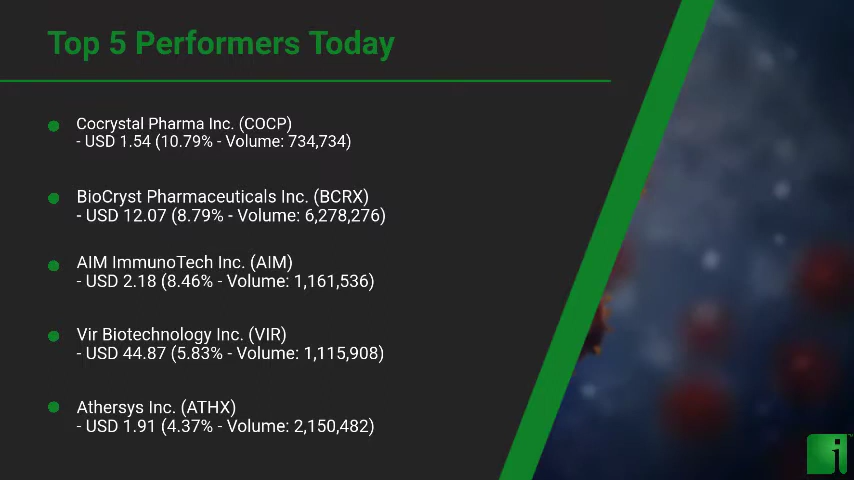 Top 5 Performers Today
Cocrystal Pharma Inc. (COCP)
- USD 1.54 (10.79% - Volume: 734,734)
BioCryst Pharmaceuticals Inc. (BCRX)
- USD 12.07 (8.79% - Volume: 6,278,276)
AIM ImmunoTech Inc. (AIM)
- USD 2.18 (8.46% - Volume: 1,161,536)
Vir Biotechnology Inc. (VIR)
- USD 44.87 (5.83% - Volume: 1,115,908)
Athersys Inc. (ATHX)
- USD 1.91 (4.37% - Volume: 2,150,482)
i